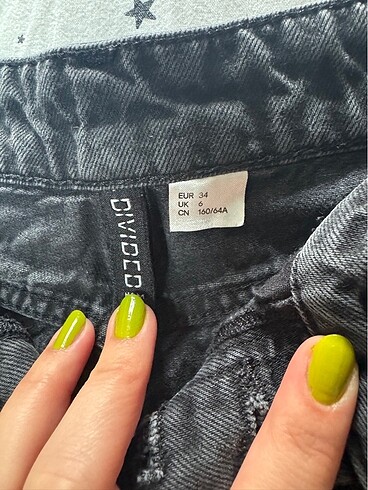 DIVIDED
EUR 34
UK 6
CN 160/64A